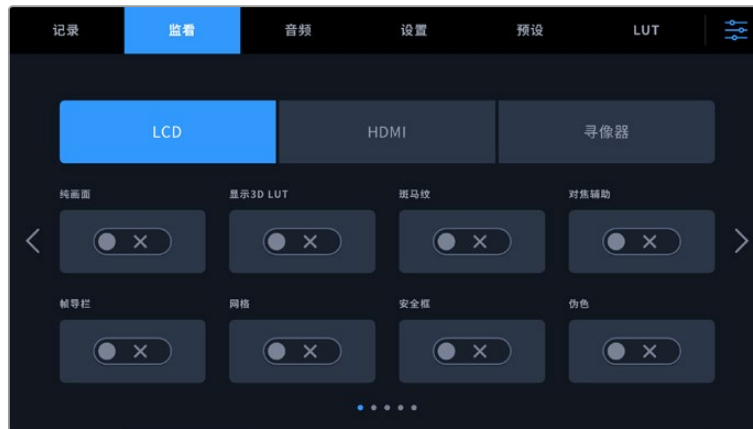 记录 监看 音频 设置 预设 LUT
LCD HDMI 寻像器
纯画面 显示3D LUT 斑马纹 对焦辅助
帧导栏 网格 安全框 伪色